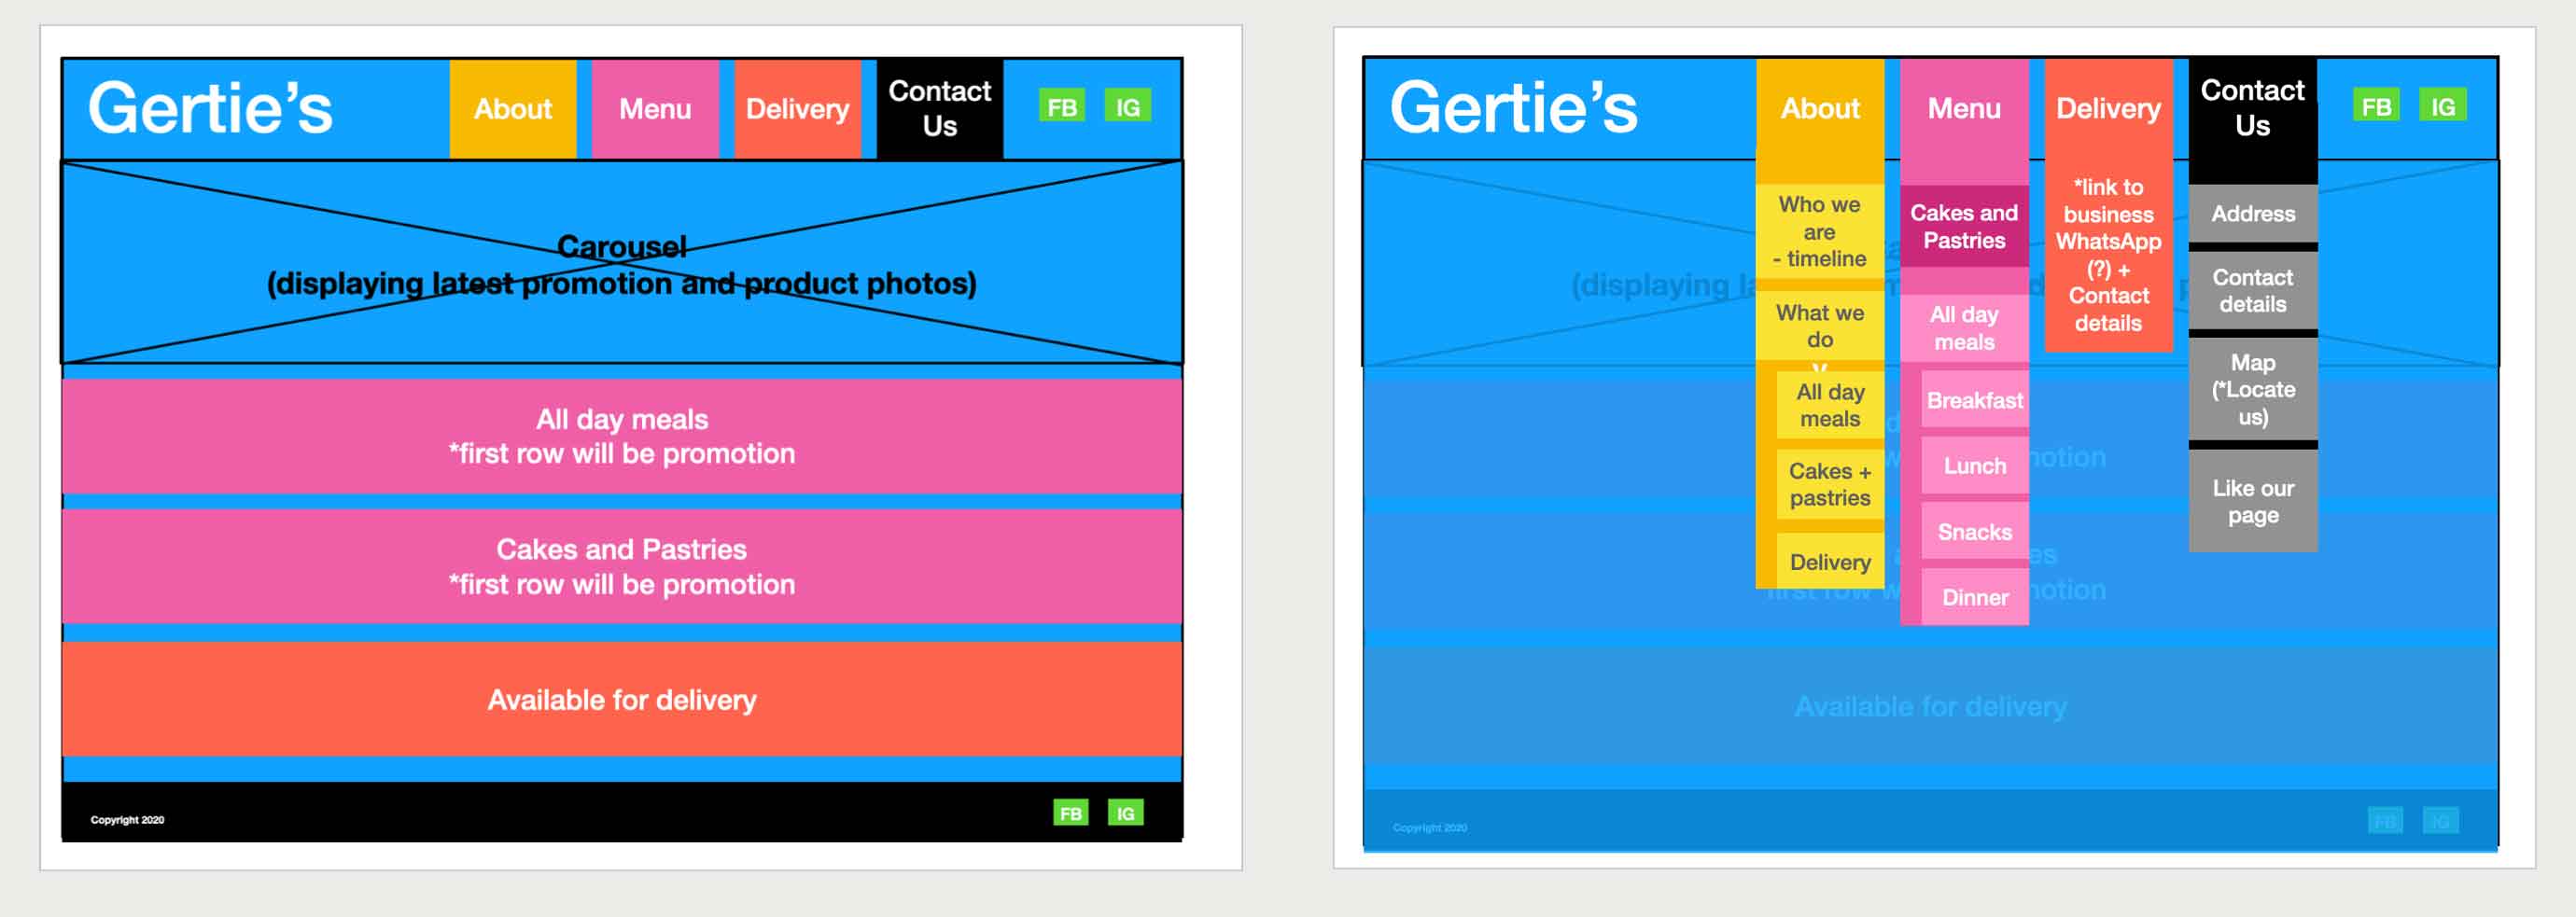 Gertie’s
About
Menu
Delivery
Contact
Us
FB
IG
Carousel
(displaying latest promotion and product photos)
All day meals
*first row will be promotion
Cakes and Pastries
*first row will be promotion
Available for delivery
Copyright 2020
FB
IG
Gertie’s
About
Who we
are
- timeline
What we
do
All day
meals
Cakes +
pastries
Delivery
Menu
Cakes and
Pastries
All day
meals
Breakfast
Lunch
Snacks
Dinner
Delivery
*link to
business
WhatsApp
(?) +
Contact
details
Contact
Us
Address
Contact
details
Map
(*Locate
us)
Like our
page
FB
IG
(displaying
first row
Available for delivery
Copyright 2020
FB
IG